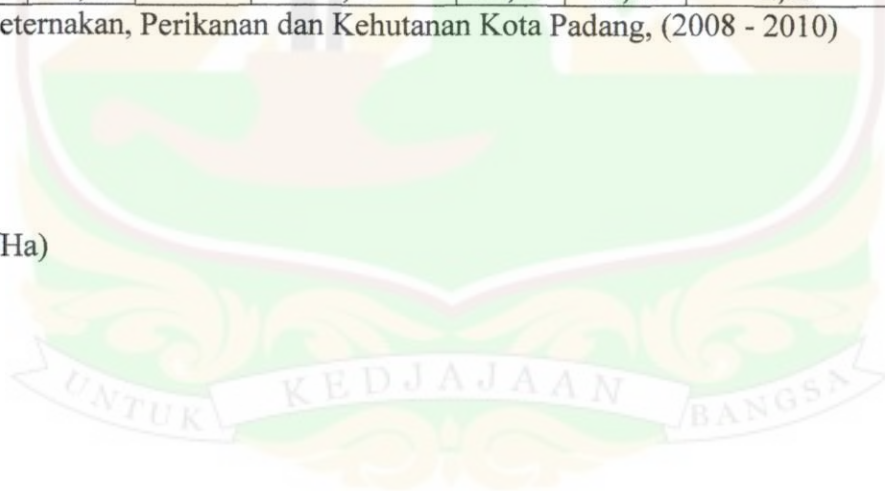 eternakan, Perikanan dan Kehutanan Kota Padang, (2008 - 2010)
Ha)
UNTUK KEDJAJAAN BANGSA